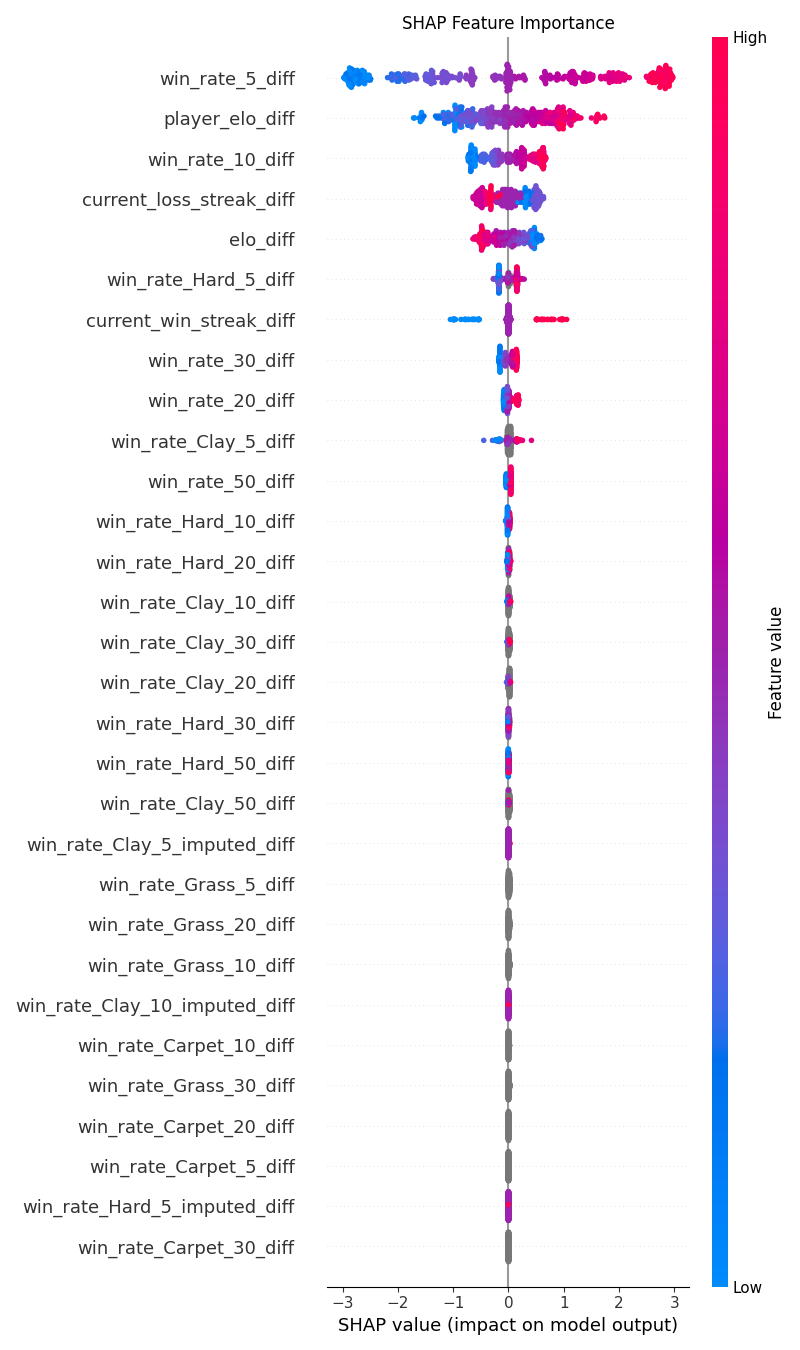 SHAP Feature Importance
High
win_rate_5_diff
player_elo_diff
win_rate_10_diff
current_loss_streak_diff
elo_diff
win_rate_Hard_5_diff
current_win_streak_diff
win_rate_30_diff
win_rate_20_diff
win_rate_Clay_5_diff
win_rate_50_diff
win_rate_Hard_10_diff
win_rate_Hard_20_diff
win_rate_Clay_10_diff
win_rate_Clay_30_diff
win_rate_Clay_20_diff
win_rate_Hard_30_diff
win_rate_Hard_50_diff
win_rate_Clay_50_diff
win_rate_Clay_5_imputed_diff
win_rate_Grass_5_diff
win_rate_Grass_20_diff
win_rate_Grass_10_diff
win_rate_Clay_10_imputed_diff
win_rate_Carpet_10_diff
win_rate_Grass_30_diff
win_rate_Carpet_20_diff
win_rate_Carpet_5_diff
win_rate_Hard_5_imputed_diff
win_rate_Carpet_30_diff
Feature value
Low
−3 −2 −1 0 1 2 3
SHAP value (impact on model output)